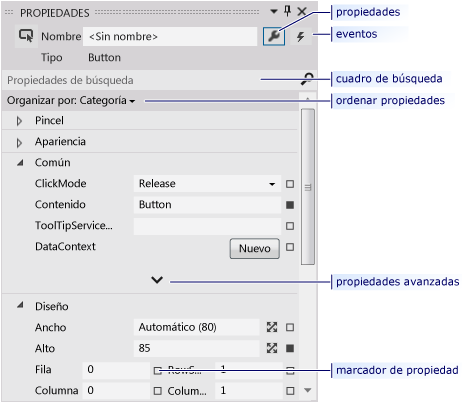 PROPIEDADES
propiedades
Nombre <Sin nombre>
eventos
Tipo Button
Propiedades de búsqueda
cuadro de búsqueda
Organizar por: Categoría
ordenar propiedades
Pincel
Apariencia
Común
ClickMode Release
Contenido Button
ToolTipService...
DataContext Nuevo
propiedades avanzadas
Diseño
Ancho Automático (80)
Alto 85
Fila 0 RowS... 1
marcador de propiedad
Columna 0 Colum... 1